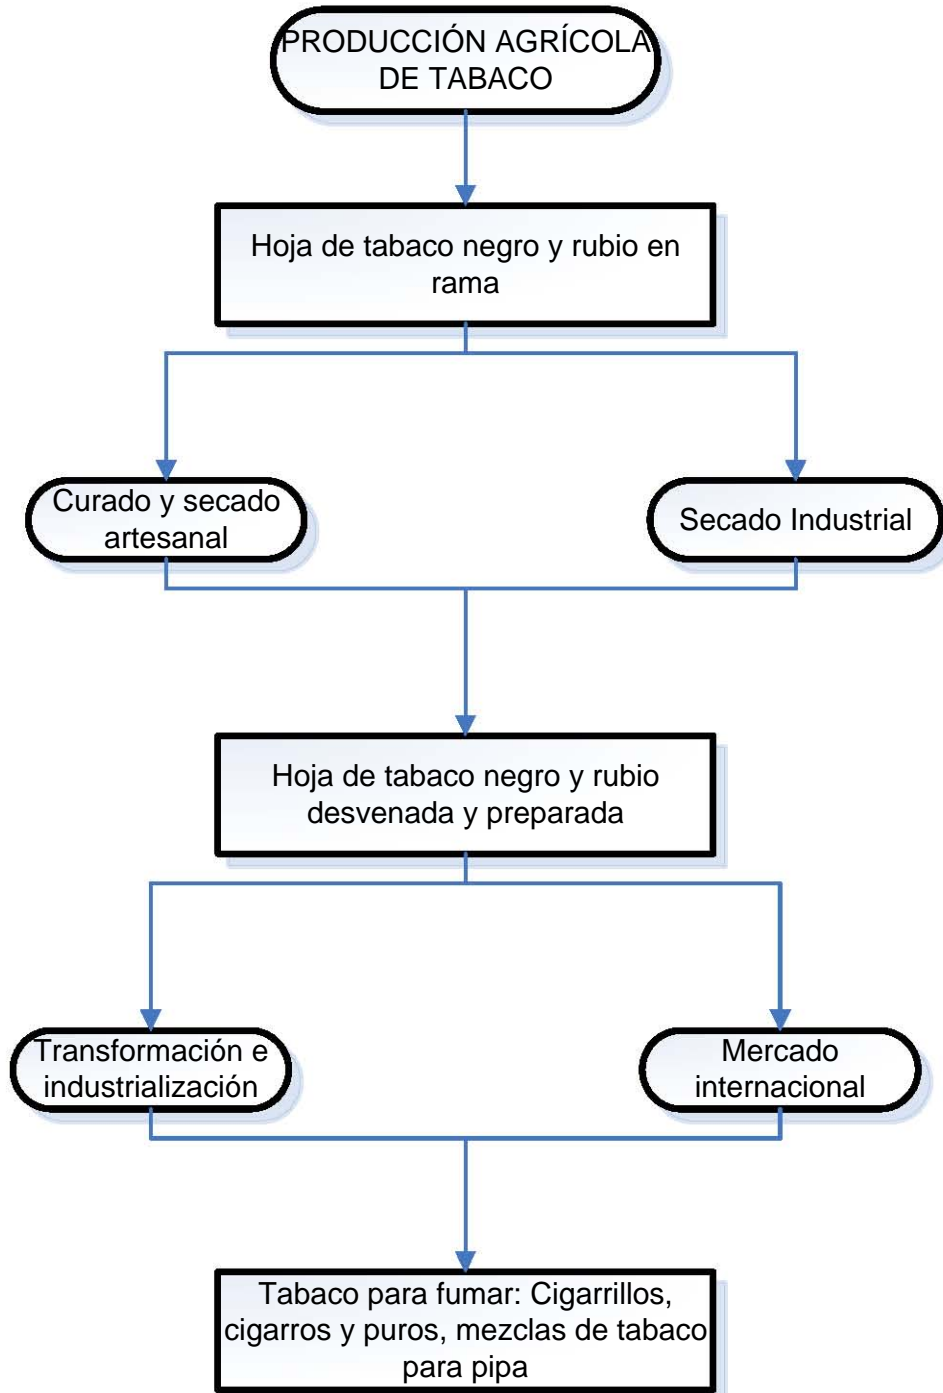 PRODUCCIÓN AGRÍCOLA
DE TABACO
Hoja de tabaco negro y rubio en
rama
Curado y secado
artesanal
Secado Industrial
Hoja de tabaco negro y rubio
desvenada y preparada
Transformación e
industrialización
Mercado
internacional
Tabaco para fumar: Cigarrillos,
cigarros y puros, mezclas de tabaco
para pipa